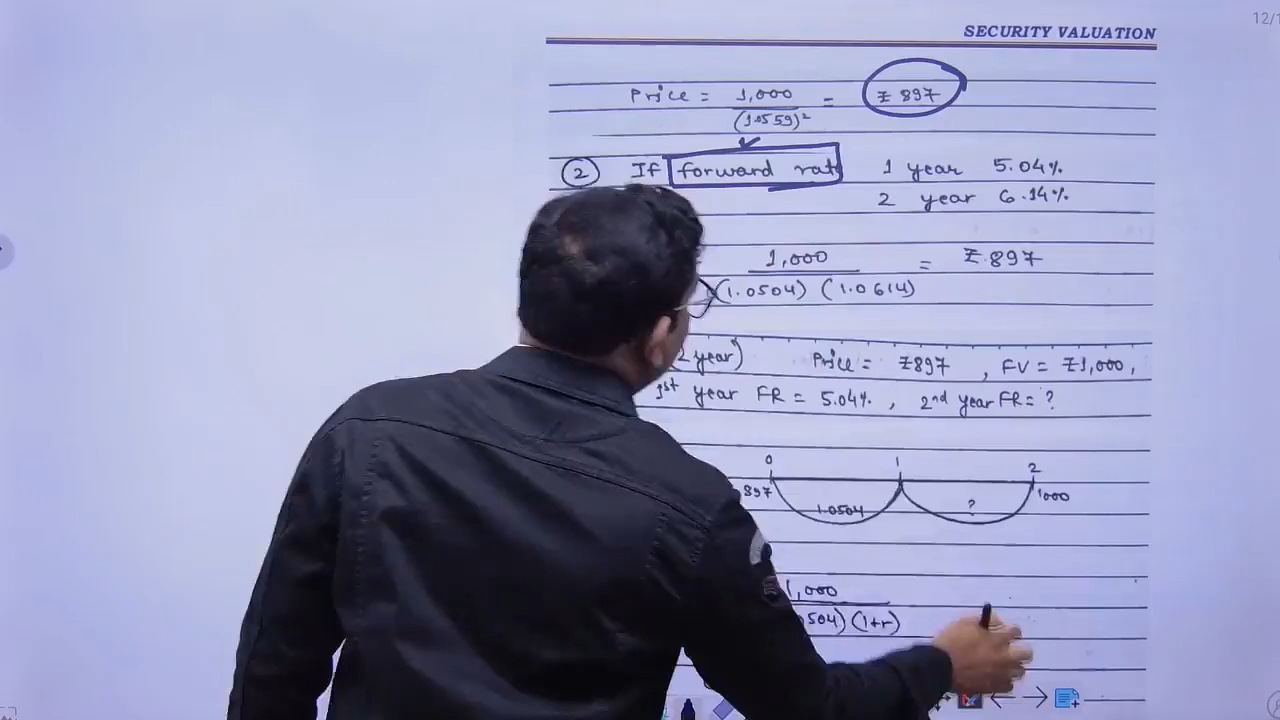 12/1
SECURITY VALUATION
Price = 1,000 = ₹ 897
(1.0559)²
② If forward rate 1 year 5.04%
2 year 6.14%
1,000 = ₹.897
(1.0504) (1.0614)
2 year) Price = ₹897 , FV = ₹1,000,
1st year FR = 5.04% , 2nd year FR = ?
0 1 2
897 1.0504 ? 1000
1,000
504) (1+r)